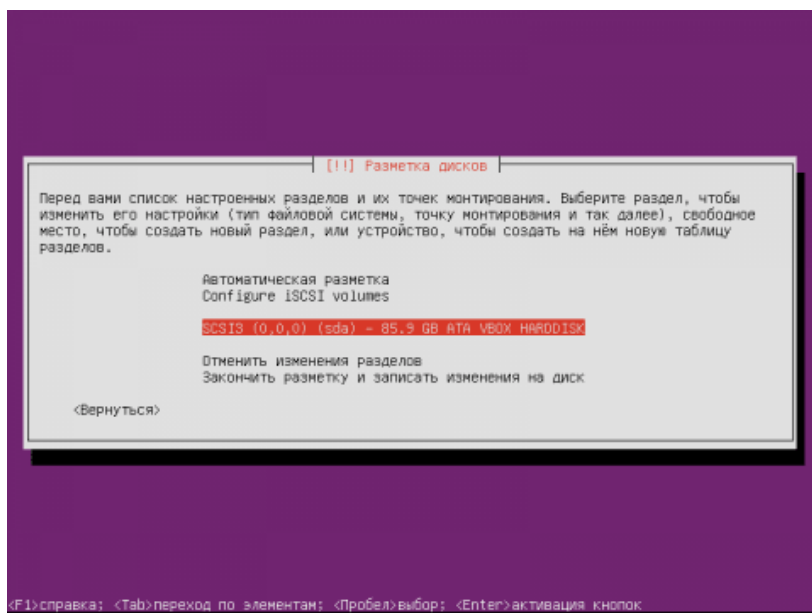 [!!] Разметка дисков
Перед вами список настроенных разделов и их точек монтирования. Выберите раздел, чтобы
изменить его настройки (тип файловой системы, точку монтирования и так далее), свободное
место, чтобы создать новый раздел, или устройство, чтобы создать на нём новую таблицу
разделов.
Автоматическая разметка
Configure iSCSI volumes
SCSI3 (0,0,0) (sda) - 85.9 GB ATA VBOX HARDDISK
Отменить изменения разделов
Закончить разметку и записать изменения на диск
<Вернуться>
<F1>справка; <Tab>переход по элементам; <Пробел>выбор; <Enter>активация кнопок